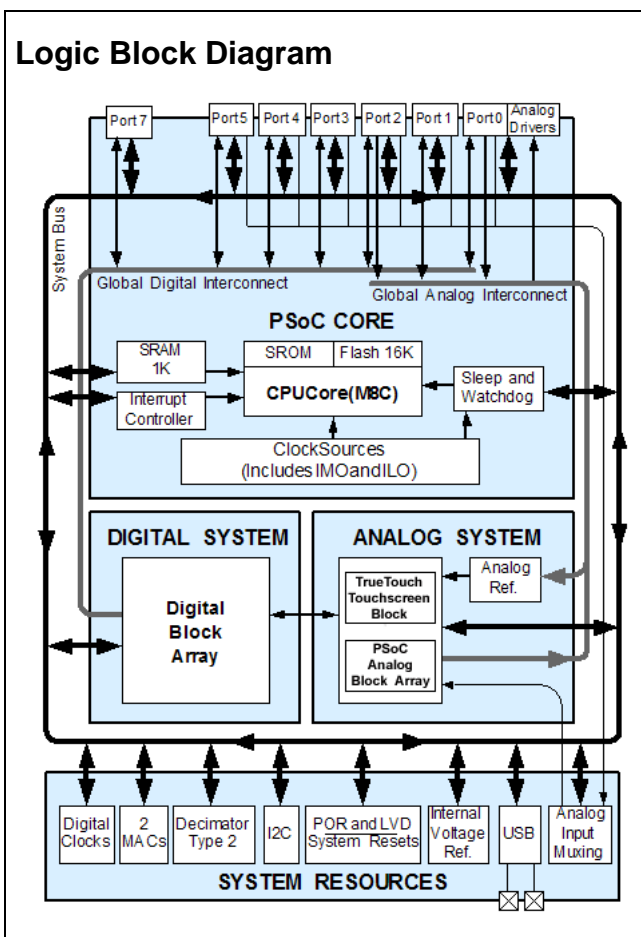 Logic Block Diagram
Port7
Port5
Port 4
Port3
Port 2
Port 1
Port0
Analog
Drivers
System Bus
Global Digital Interconnect
Global Analog Interconnect
PSoC CORE
SRAM
1K
SROM
Flash 16K
CPUCore(M8C)
Sleep and
Watchdog
Interrupt
Controller
ClockSources
(IncludesIMOandILO)
DIGITAL SYSTEM
Digital
Block
Array
ANALOG SYSTEM
TrueTouch
Touchscreen
Block
Analog
Ref.
PSoC
Analog
Block Array
Digital
Clocks
2
MACs
Decimator
Type 2
I2C
POR and LVD
System Resets
Internal
Voltage
Ref.
USB
Analog
Input
Muxing
SYSTEM RESOURCES